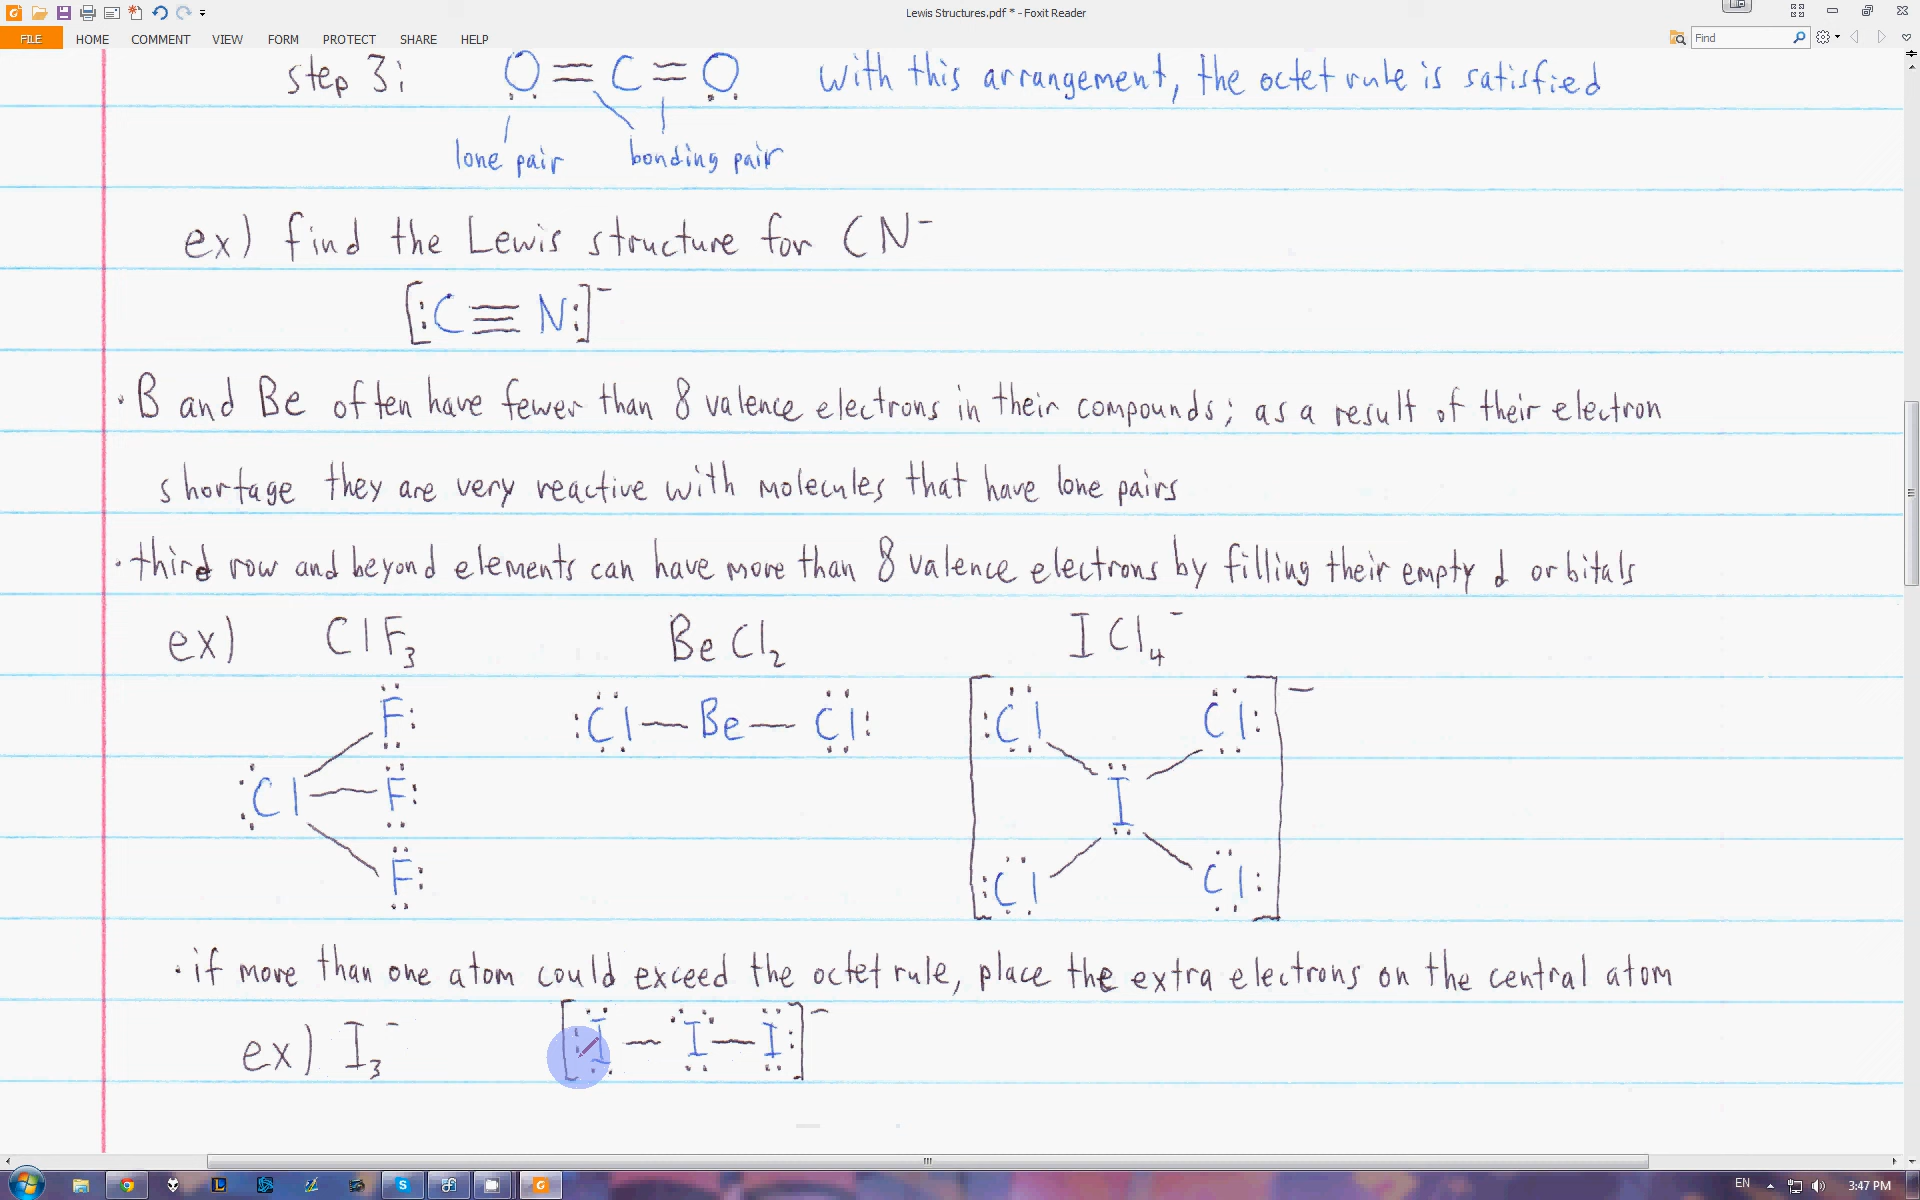 Lewis Structures.pdf * - Foxit Reader
FILE HOME COMMENT VIEW FORM PROTECT SHARE HELP
Find
step 3: O = C = O with this arrangement, the octet rule is satisfied
lone pair bonding pair
ex) find the Lewis structure for CN⁻
[:C ≡ N:]⁻
· B and Be often have fewer than 8 valence electrons in their compounds; as a result of their electron
shortage they are very reactive with molecules that have lone pairs
· third row and beyond elements can have more than 8 valence electrons by filling their empty d orbitals
ex) ClF₃ BeCl₂ ICl₄⁻
F: :Cl — Be — Cl: [:Cl Cl:]⁻
:Cl — F: I
F: :Cl Cl:
· if more than one atom could exceed the octet rule, place the extra electrons on the central atom
ex) I₃⁻ [:I — I — I:]⁻
EN 3:47 PM